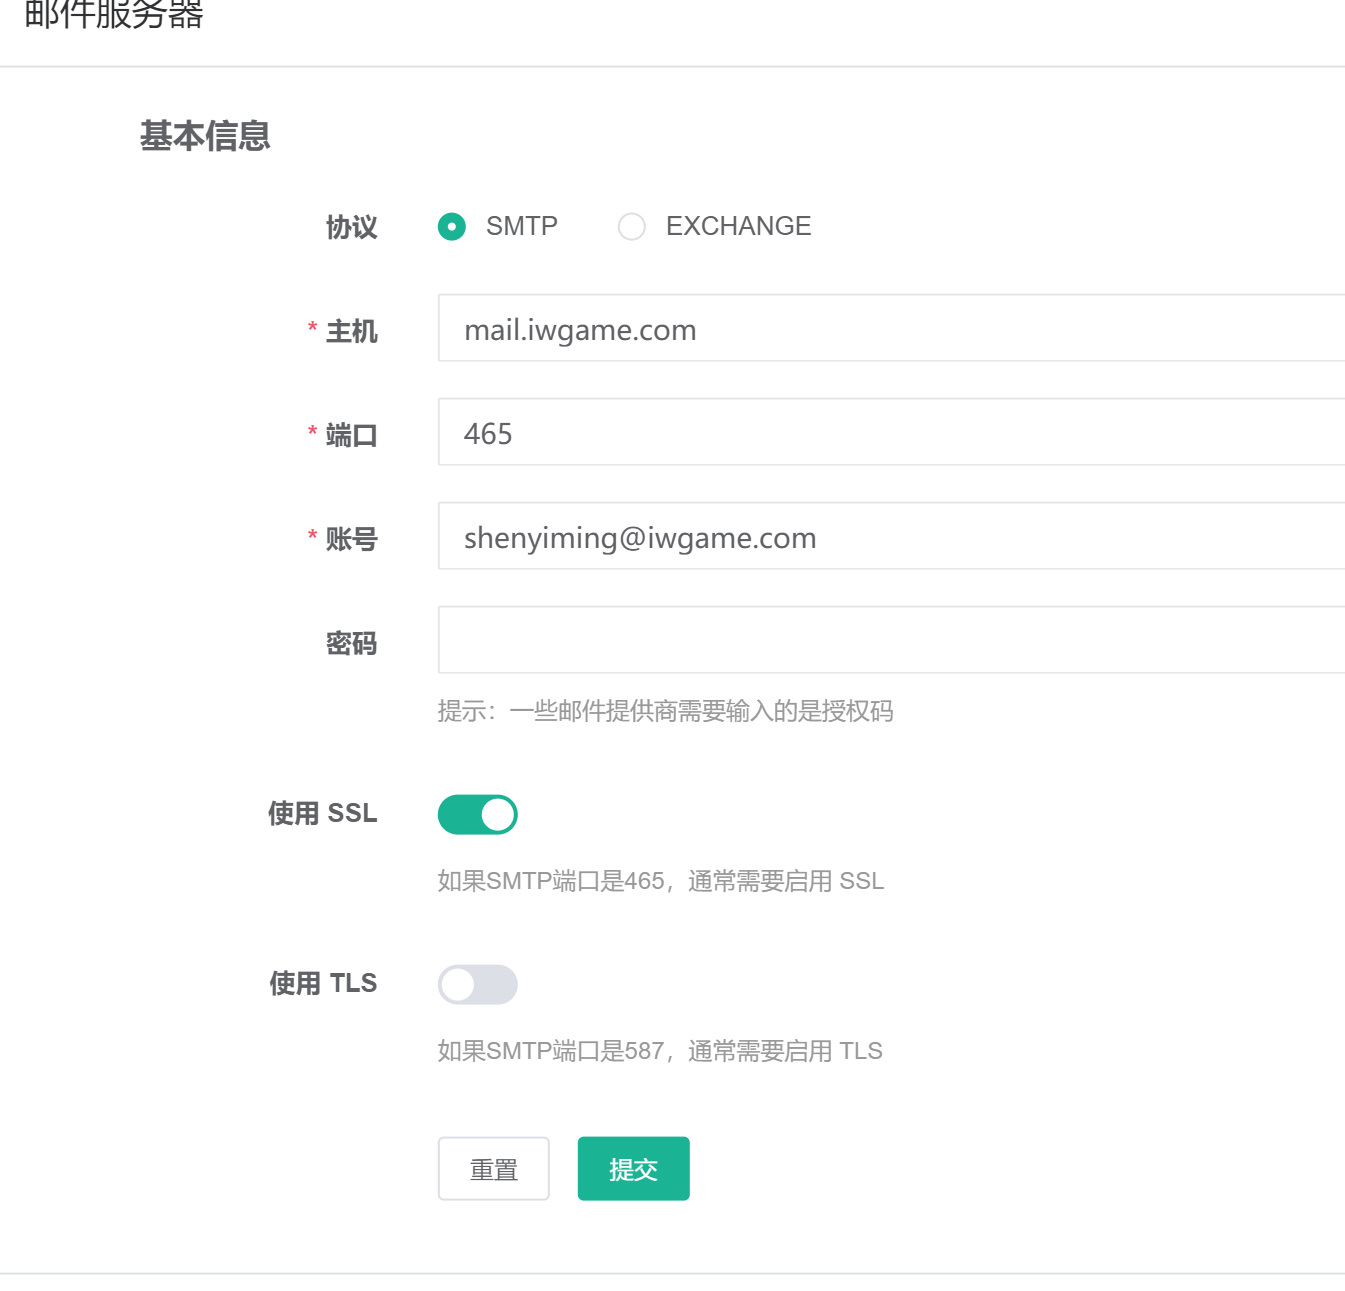 邮件服务器
基本信息
协议 SMTP EXCHANGE
* 主机 mail.iwgame.com
* 端口 465
* 账号 shenyiming@iwgame.com
密码
提示：一些邮件提供商需要输入的是授权码
使用 SSL
如果SMTP端口是465，通常需要启用 SSL
使用 TLS
如果SMTP端口是587，通常需要启用 TLS
重置 提交